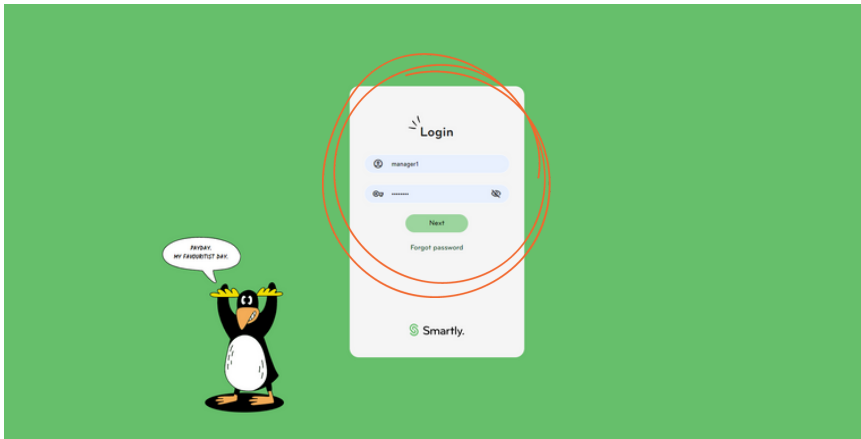 Login
manager1
••••••••
Next
Forgot password
PAYDAY.
MY FAVOURITIST DAY.
Smartly.